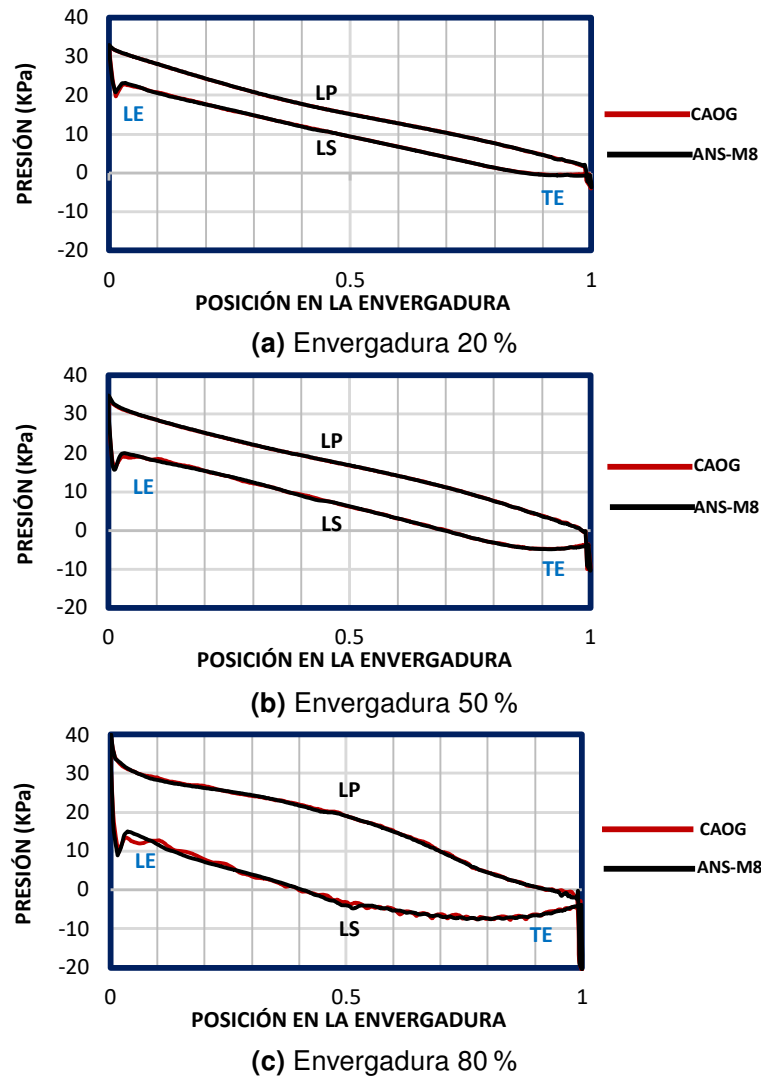 40
30
20
10
0
-10
-20
PRESIÓN (KPa)
LP
LE
LS
TE
CAOG
ANS-M8
0
0.5
1
POSICIÓN EN LA ENVERGADURA
(a) Envergadura 20 %
40
30
20
10
0
-10
-20
PRESIÓN (KPa)
LP
LE
LS
TE
CAOG
ANS-M8
0
0.5
1
POSICIÓN EN LA ENVERGADURA
(b) Envergadura 50 %
40
30
20
10
0
-10
-20
PRESIÓN (KPa)
LP
LE
LS
TE
CAOG
ANS-M8
0
0.5
1
POSICIÓN EN LA ENVERGADURA
(c) Envergadura 80 %